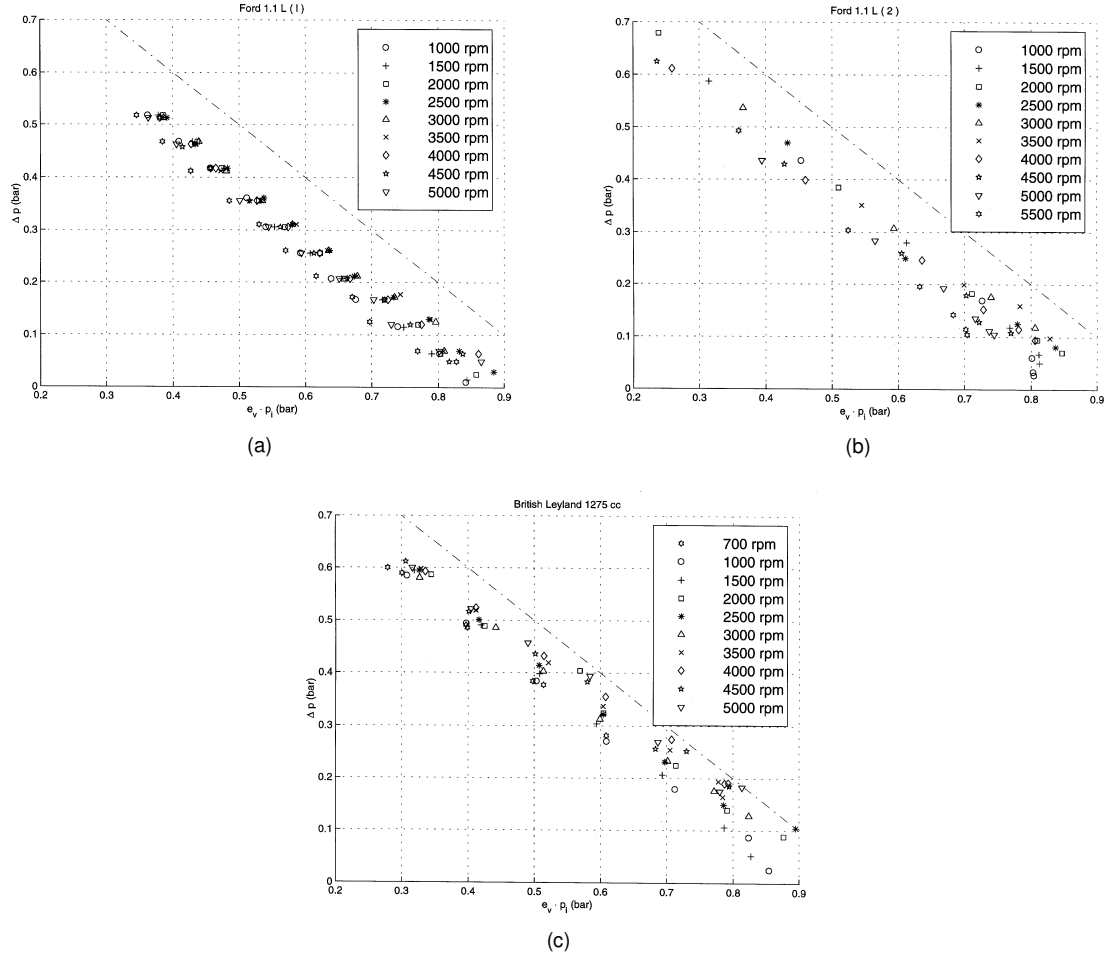 Ford 1.1 L ( I )
0.7
0.6
0.5
0.4
0.3
0.2
0.1
0
Δ p (bar)
1000 rpm
1500 rpm
2000 rpm
2500 rpm
3000 rpm
3500 rpm
4000 rpm
4500 rpm
5000 rpm
0.2 0.3 0.4 0.5 0.6 0.7 0.8 0.9
e_v · p_i (bar)
(a)
Ford 1.1 L ( 2 )
0.7
0.6
0.5
0.4
0.3
0.2
0.1
0
Δ p (bar)
1000 rpm
1500 rpm
2000 rpm
2500 rpm
3000 rpm
3500 rpm
4000 rpm
4500 rpm
5000 rpm
5500 rpm
0.2 0.3 0.4 0.5 0.6 0.7 0.8 0.9
e_v · p_i (bar)
(b)
British Leyland 1275 cc
0.7
0.6
0.5
0.4
0.3
0.2
0.1
0
Δ p (bar)
700 rpm
1000 rpm
1500 rpm
2000 rpm
2500 rpm
3000 rpm
3500 rpm
4000 rpm
4500 rpm
5000 rpm
0.2 0.3 0.4 0.5 0.6 0.7 0.8 0.9
e_v · p_i (bar)
(c)